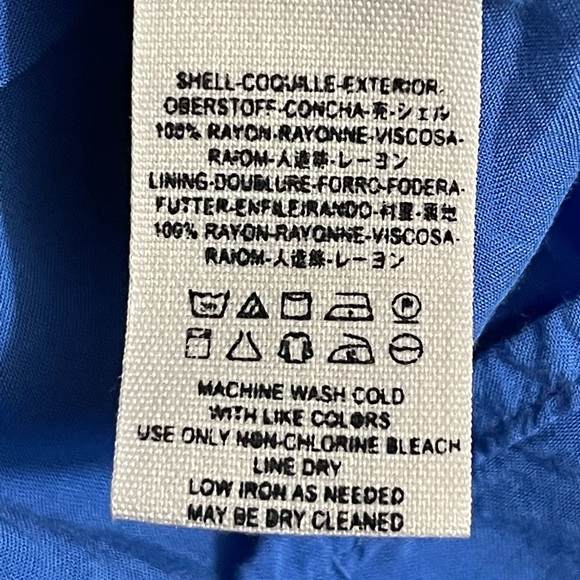 SHELL-COQUILLE-EXTERIOR-
OBERSTOFF-CONCHA-壳-シェル
100% RAYON-RAYONNE-VISCOSA-
RAIOM-人造絲-レーヨン
LINING-DOUBLURE-FORRO-FODERA-
FUTTER-ENFILEIRANDO-衬里-裏地
100% RAYON-RAYONNE-VISCOSA-
RAIOM-人造絲-レーヨン
MACHINE WASH COLD
WITH LIKE COLORS
USE ONLY NON-CHLORINE BLEACH
LINE DRY
LOW IRON AS NEEDED
MAY BE DRY CLEANED